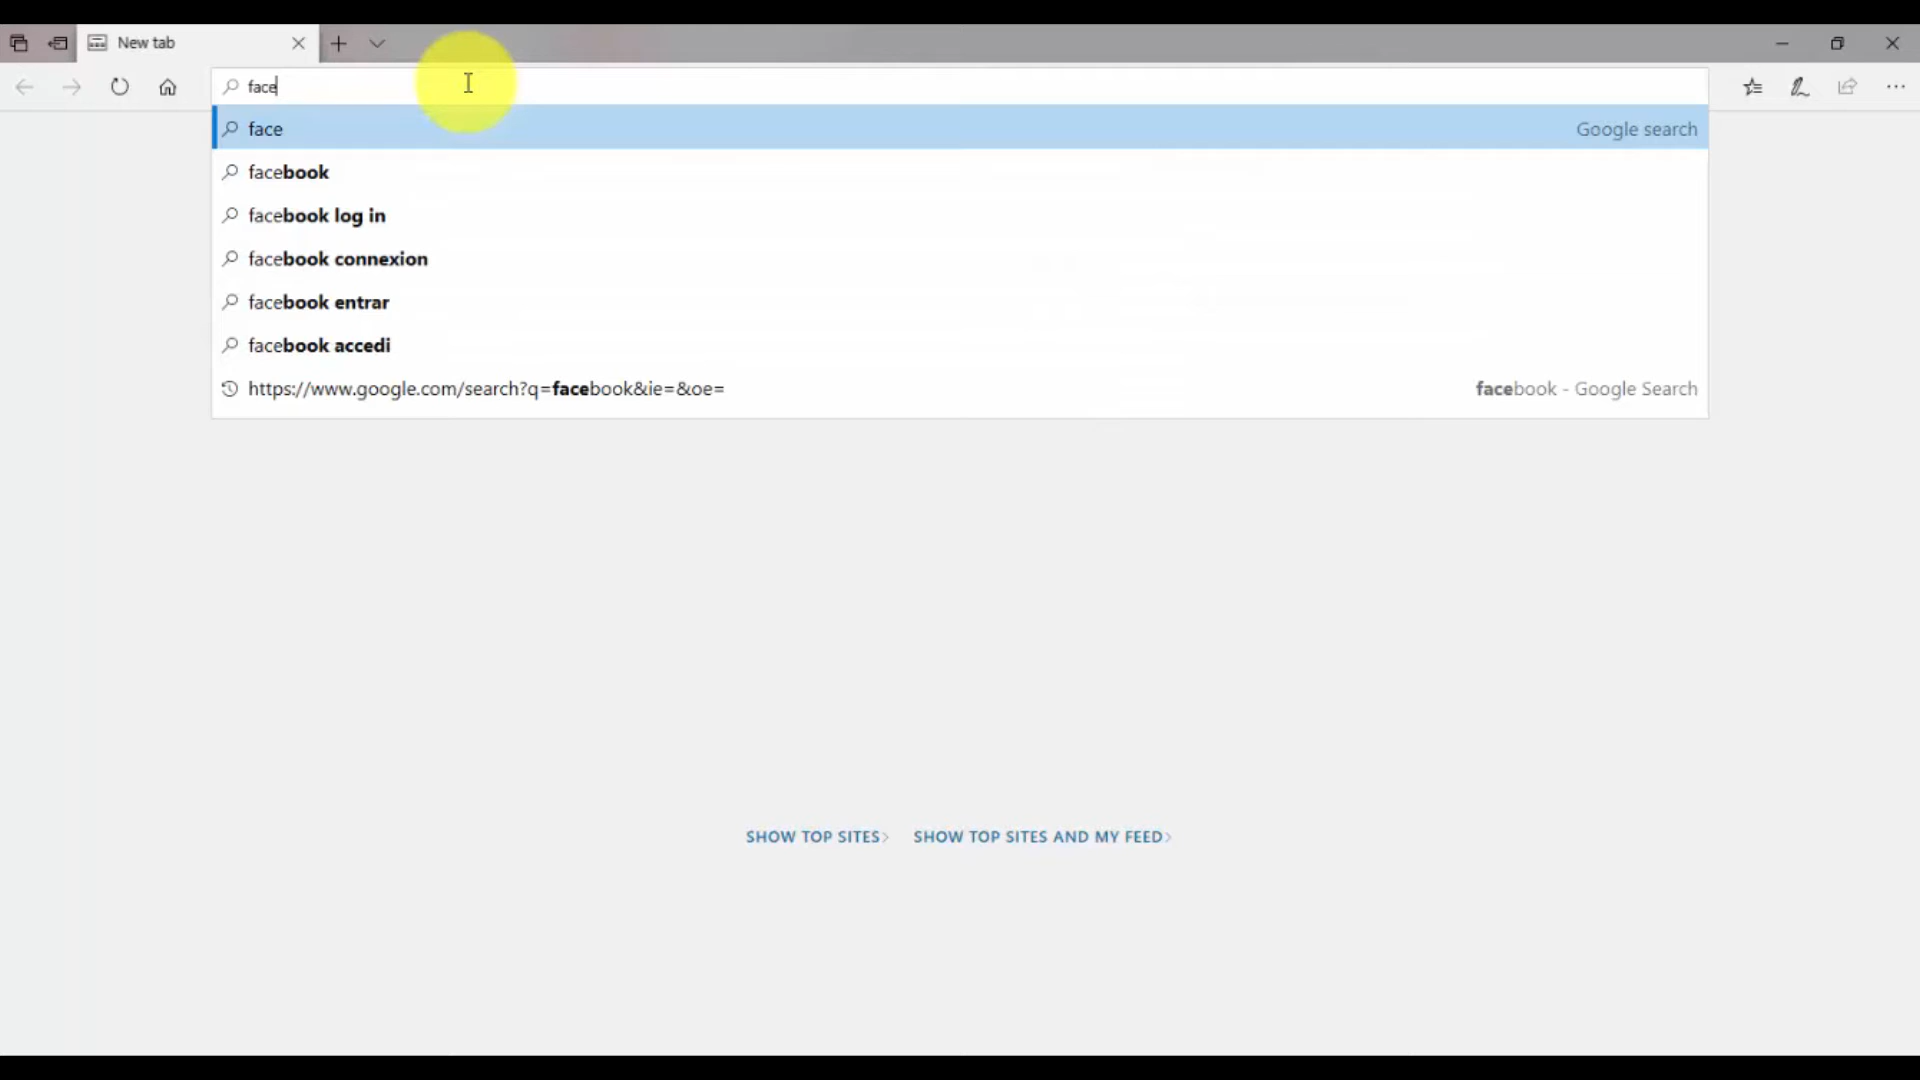 New tab
face
face Google search
facebook
facebook log in
facebook connexion
facebook entrar
facebook accedi
https://www.google.com/search?q=facebook&ie=&oe= facebook - Google Search
SHOW TOP SITES SHOW TOP SITES AND MY FEED